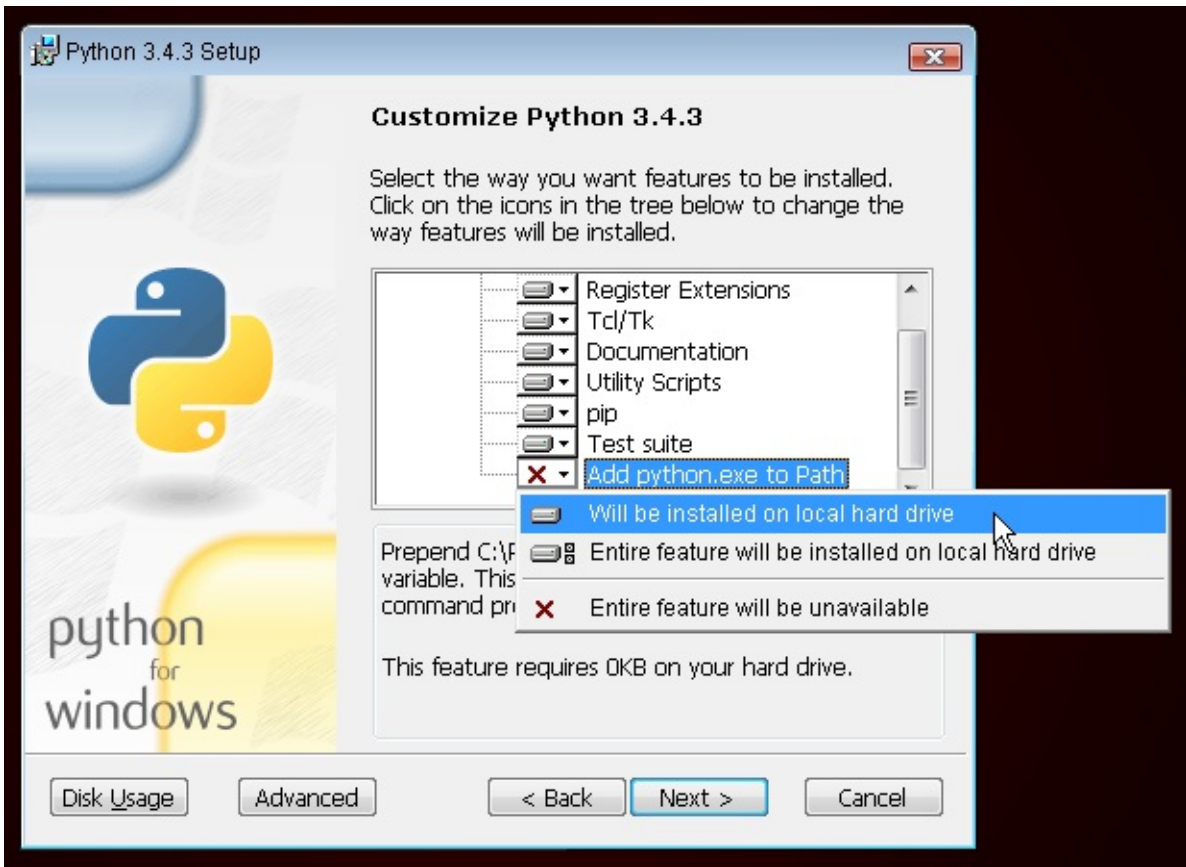 Python 3.4.3 Setup
Customize Python 3.4.3
Select the way you want features to be installed.
Click on the icons in the tree below to change the
way features will be installed.
Register Extensions
Tcl/Tk
Documentation
Utility Scripts
pip
Test suite
Add python.exe to Path
Will be installed on local hard drive
Entire feature will be installed on local hard drive
Entire feature will be unavailable
Prepend C:\
variable. This
command
This feature requires 0KB on your hard drive.
python
for
windows
Disk Usage
Advanced
< Back
Next >
Cancel